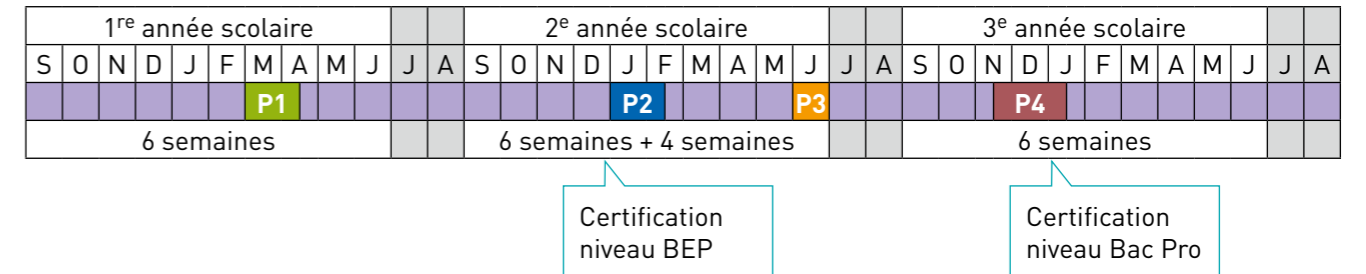 1re année scolaire 2e année scolaire 3e année scolaire
S O N D J F M A M J J A S O N D J F M A M J J A S O N D J F M A M J J A
P1 P2 P3 P4
6 semaines 6 semaines + 4 semaines 6 semaines
Certification
niveau BEP
Certification
niveau Bac Pro